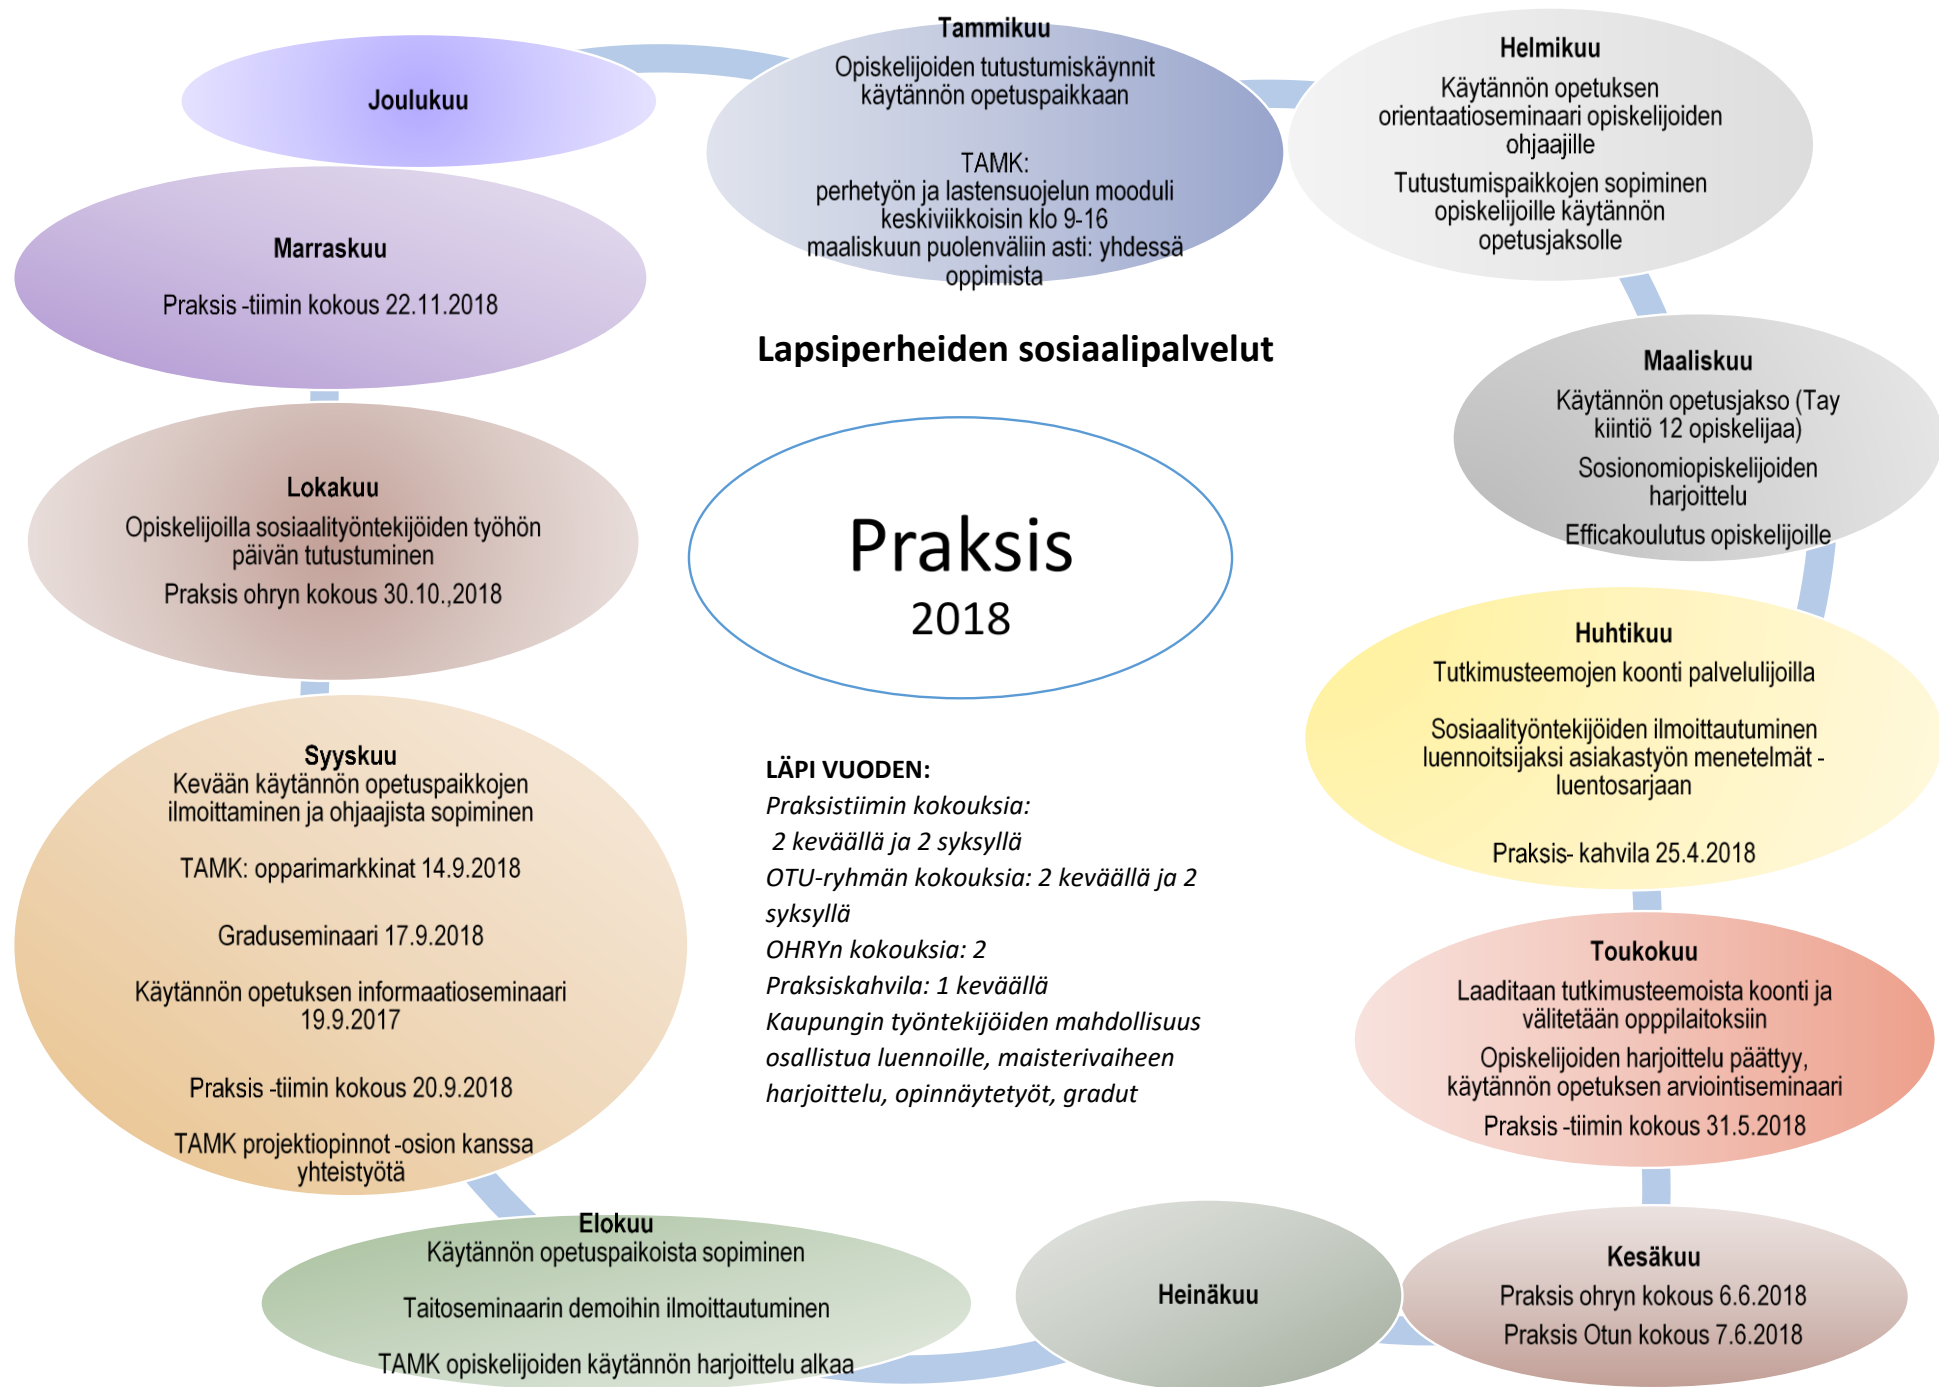 Tammikuu
Opiskelijoiden tutustumiskäynnit
käytännön opetuspaikkaan
TAMK:
perhetyön ja lastensuojelun mooduli
keskiviikkoisin klo 9-16
maaliskuun puolenväliin asti: yhdessä
oppimista
Helmikuu
Käytännön opetuksen
orientaatioseminaari opiskelijoiden
ohjaajille
Tutustumispaikkojen sopiminen
opiskelijoille käytännön
opetusjaksolle
Maaliskuu
Käytännön opetusjakso (Tay
kiintiö 12 opiskelijaa)
Sosionomiopiskelijoiden
harjoittelu
Efficakoulutus opiskelijoille
Huhtikuu
Tutkimusteemojen koonti palvelulijoilla
Sosiaalityöntekijöiden ilmoittautuminen
luennoitsijaksi asiakastyön menetelmät -
luentosarjaan
Praksis- kahvila 25.4.2018
Toukokuu
Laaditaan tutkimusteemoista koonti ja
välitetään opppilaitoksiin
Opiskelijoiden harjoittelu päättyy,
käytännön opetuksen arviointiseminaari
Praksis -tiimin kokous 31.5.2018
Kesäkuu
Praksis ohryn kokous 6.6.2018
Praksis Otun kokous 7.6.2018
Heinäkuu
Elokuu
Käytännön opetuspaikoista sopiminen
Taitoseminaarin demoihin ilmoittautuminen
TAMK opiskelijoiden käytännön harjoittelu alkaa
Syyskuu
Kevään käytännön opetuspaikkojen
ilmoittaminen ja ohjaajista sopiminen
TAMK: opparimarkkinat 14.9.2018
Graduseminaari 17.9.2018
Käytännön opetuksen informaatioseminaari
19.9.2017
Praksis -tiimin kokous 20.9.2018
TAMK projektiopinnot -osion kanssa
yhteistyötä
Lokakuu
Opiskelijoilla sosiaalityöntekijöiden työhön
päivän tutustuminen
Praksis ohryn kokous 30.10.,2018
Marraskuu
Praksis -tiimin kokous 22.11.2018
Joulukuu
Lapsiperheiden sosiaalipalvelut
Praksis
2018
LÄPI VUODEN:
Praksistiimin kokouksia:
2 keväällä ja 2 syksyllä
OTU-ryhmän kokouksia: 2 keväällä ja 2
syksyllä
OHRYn kokouksia: 2
Praksiskahvila: 1 keväällä
Kaupungin työntekijöiden mahdollisuus
osallistua luennoille, maisterivaiheen
harjoittelu, opinnäytetyöt, gradut